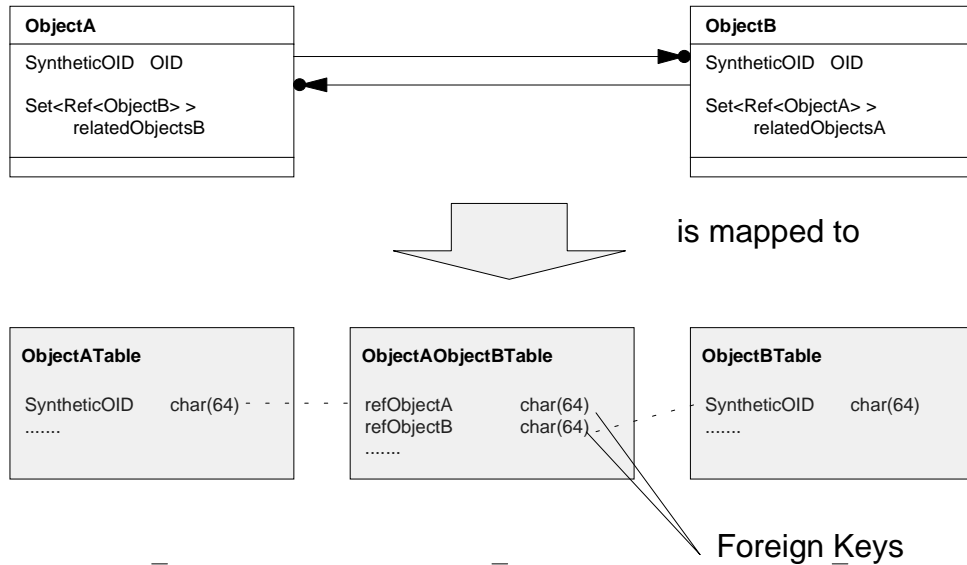 ObjectA
SyntheticOID OID
Set<Ref<ObjectB> >
relatedObjectsB
ObjectB
SyntheticOID OID
Set<Ref<ObjectA> >
relatedObjectsA
is mapped to
ObjectATable
SyntheticOID char(64)
.......
ObjectAObjectBTable
refObjectA char(64)
refObjectB char(64)
.......
ObjectBTable
SyntheticOID char(64)
.......
Foreign Keys